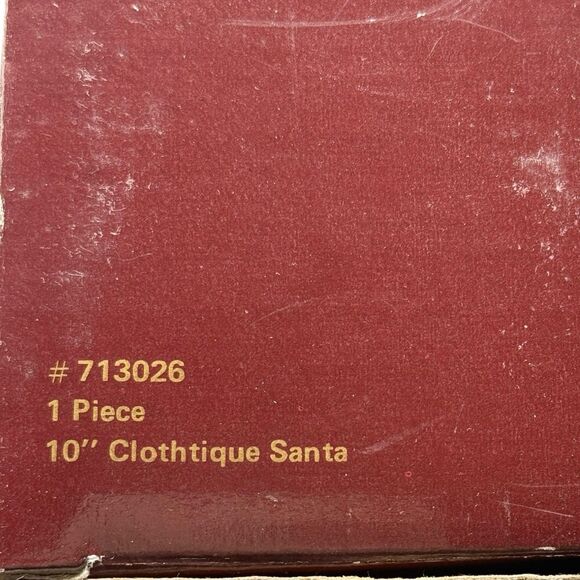 # 713026
1 Piece
10’’ Clothtique Santa